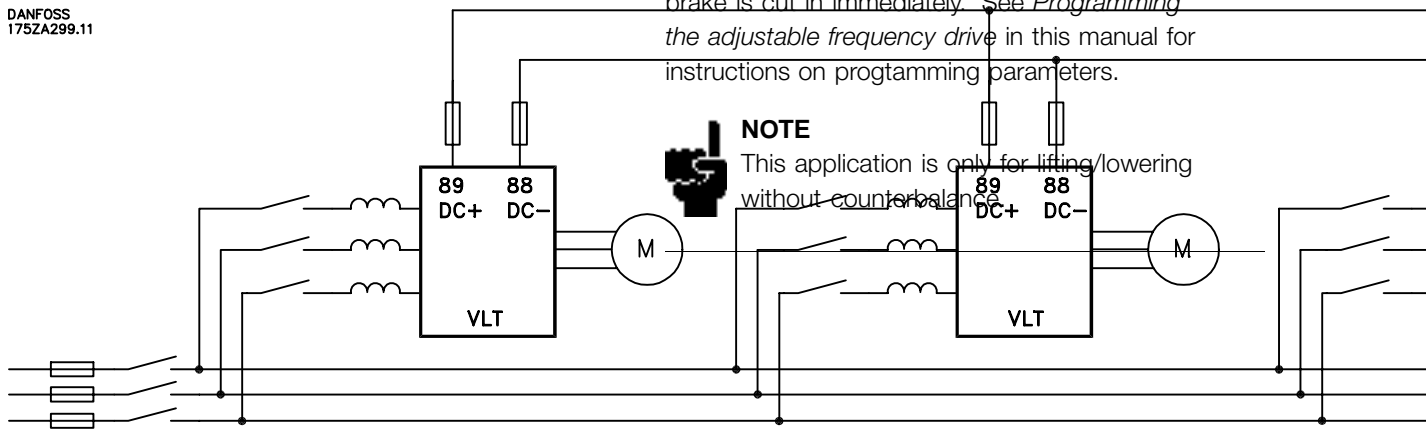 DANFOSS
175ZA299.11
brake is cut in immediately. See Programming
the adjustable frequency drive in this manual for
instructions on progtamming parameters.
NOTE
This application is only for lifting/lowering
without counterbalance
89 88
DC+ DC-
M
VLT
89 88
DC+ DC-
M
VLT